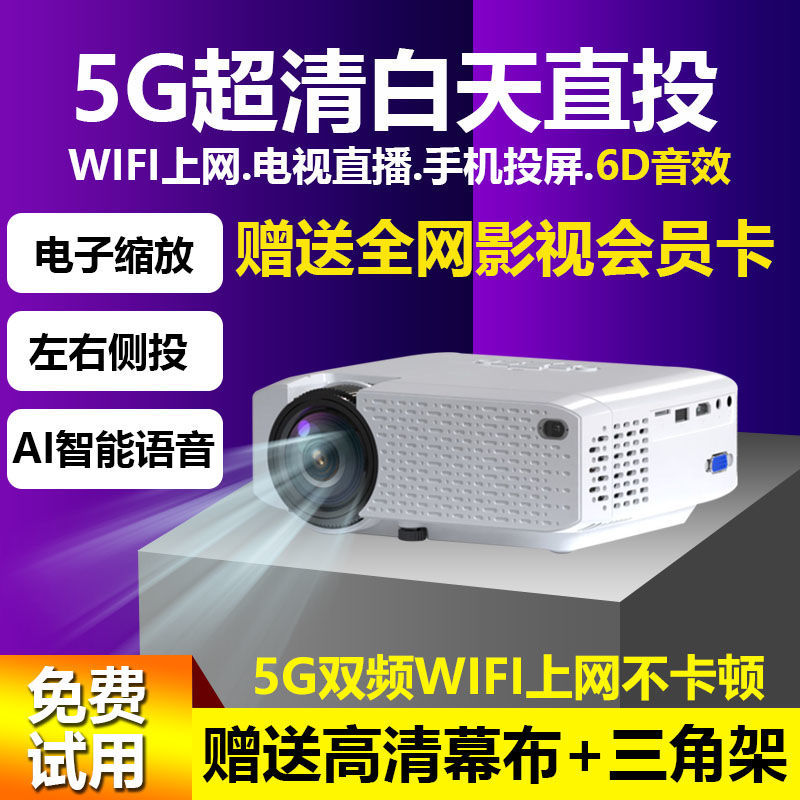 5G超清白天直投
WIFI上网.电视直播.手机投屏.6D音效
电子缩放
赠送全网影视会员卡
左右侧投
AI智能语音
5G双频WIFI上网不卡顿
免费
试用
赠送高清幕布+三角架